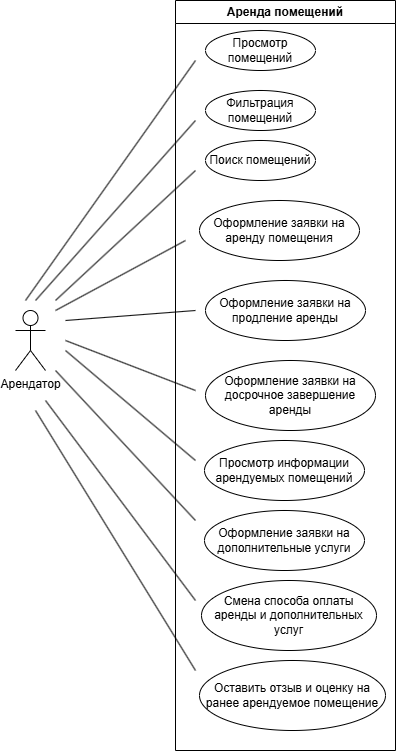 Аренда помещений
Просмотр
помещений
Фильтрация
помещений
Поиск помещений
Оформление заявки на
аренду помещения
Оформление заявки на
продление аренды
Арендатор
Оформление заявки на
досрочное завершение
аренды
Просмотр информации
арендуемых помещений
Оформление заявки на
дополнительные услуги
Смена способа оплаты
аренды и дополнительных
услуг
Оставить отзыв и оценку на
ранее арендуемое помещение